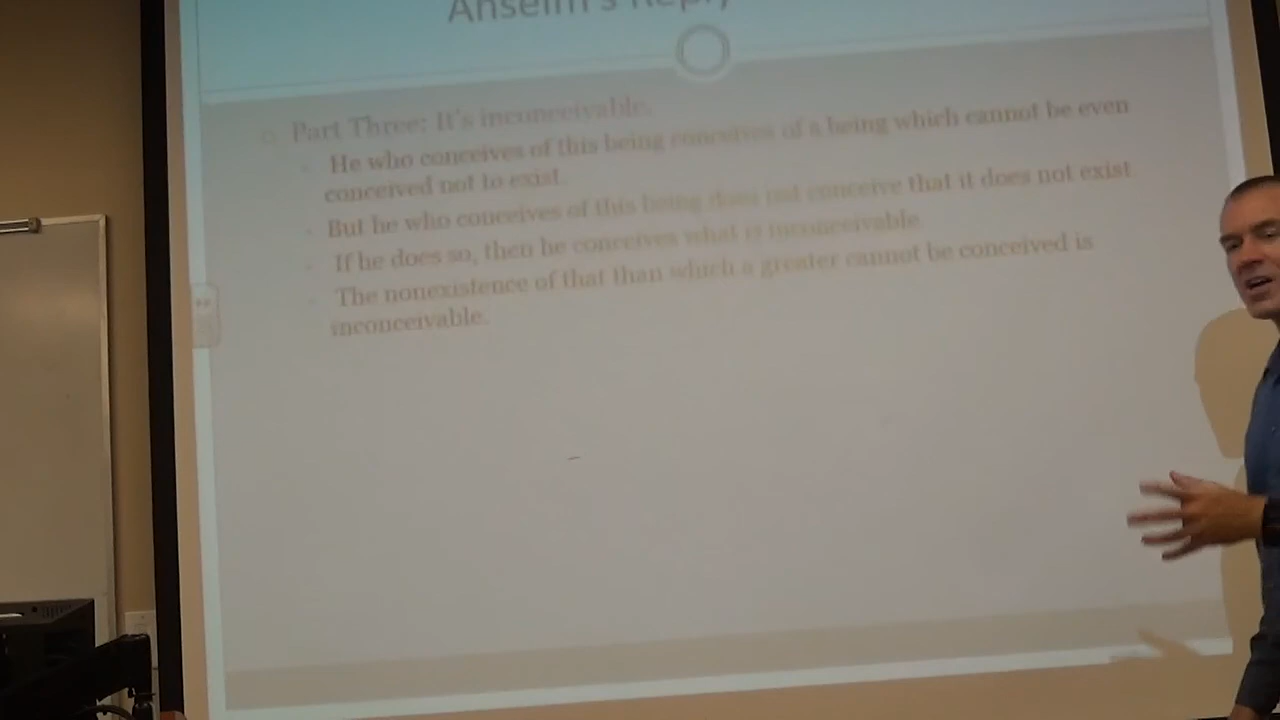 Anselm's Reply
Part Three: It's inconceivable.
He who conceives of this being conceives of a being which cannot be even
conceived not to exist.
But he who conceives of this being does not conceive that it does not exist
If he does so, then he conceives what is inconceivable
The nonexistence of that than which a greater cannot be conceived is
inconceivable.